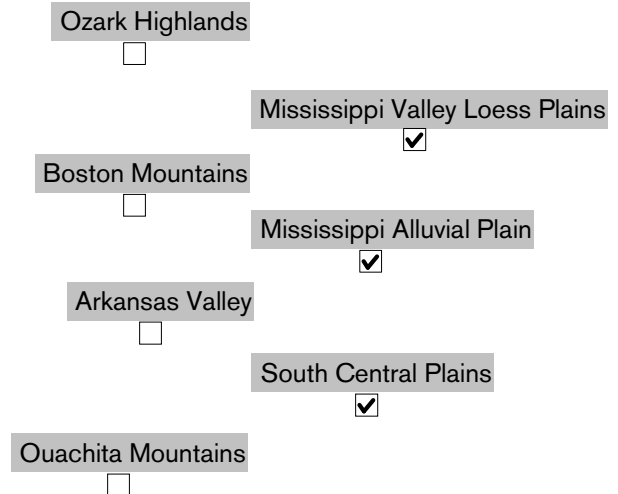 Ozark Highlands
Mississippi Valley Loess Plains
Boston Mountains
Mississippi Alluvial Plain
Arkansas Valley
South Central Plains
Ouachita Mountains